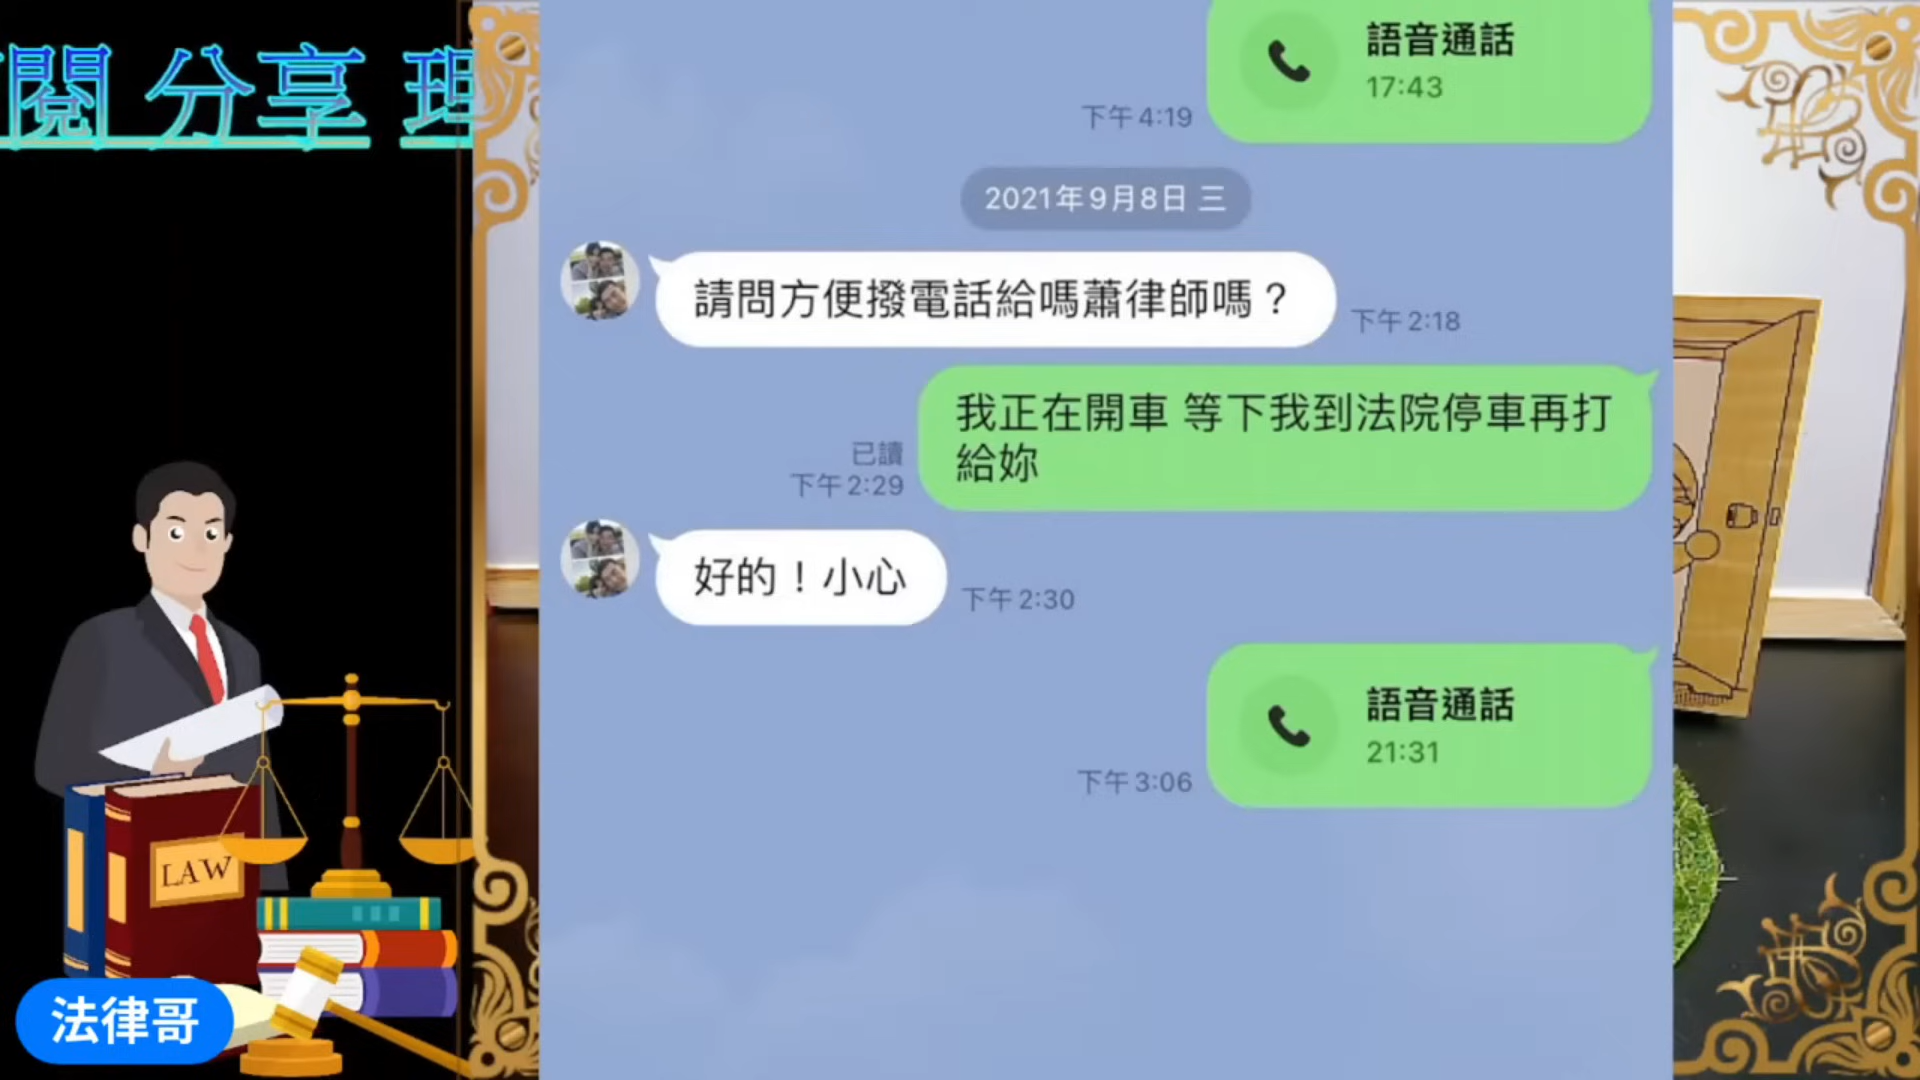 閱 分享
語音通話
17:43
下午 4:19
2021年9月8日 三
請問方便撥電話給嗎蕭律師嗎？
下午 2:18
我正在開車 等下我到法院停車再打
給妳
已讀
下午 2:29
好的！小心
下午 2:30
語音通話
21:31
下午 3:06
LAW
法律哥